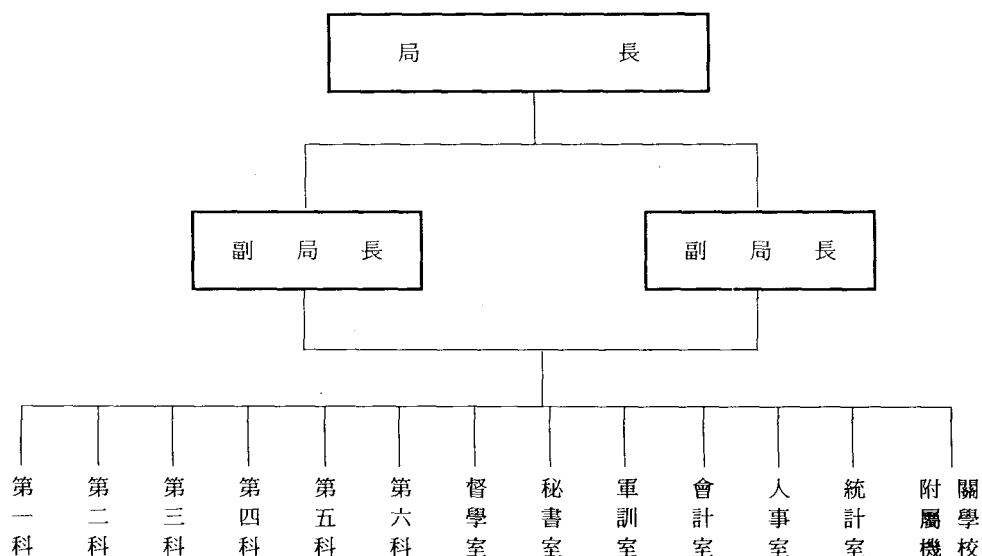 局長
副局長
副局長
第一科
第二科
第三科
第四科
第五科
第六科
督學室
秘書室
軍訓室
會計室
人事室
統計室
附屬機
關學校